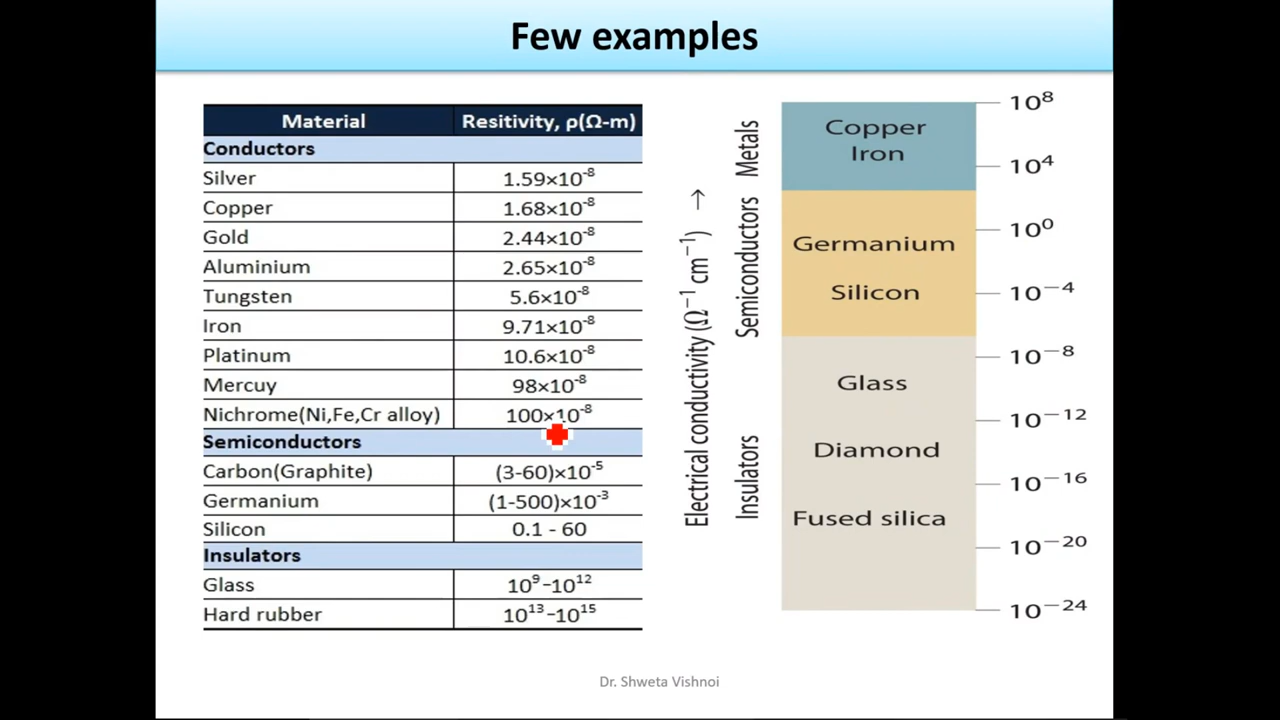 Few examples
Material Resitivity, ρ(Ω-m)
Conductors
Silver 1.59×10⁻⁸
Copper 1.68×10⁻⁸
Gold 2.44×10⁻⁸
Aluminium 2.65×10⁻⁸
Tungsten 5.6×10⁻⁸
Iron 9.71×10⁻⁸
Platinum 10.6×10⁻⁸
Mercuy 98×10⁻⁸
Nichrome(Ni,Fe,Cr alloy) 100×10⁻⁸
Semiconductors
Carbon(Graphite) (3-60)×10⁻⁵
Germanium (1-500)×10⁻³
Silicon 0.1 - 60
Insulators
Glass 10⁹-10¹²
Hard rubber 10¹³-10¹⁵
Electrical conductivity (Ω⁻¹ cm⁻¹) →
Metals
Semiconductors
Insulators
Copper
Iron
Germanium
Silicon
Glass
Diamond
Fused silica
10⁸
10⁴
10⁰
10⁻⁴
10⁻⁸
10⁻¹²
10⁻¹⁶
10⁻²⁰
10⁻²⁴
Dr. Shweta Vishnoi